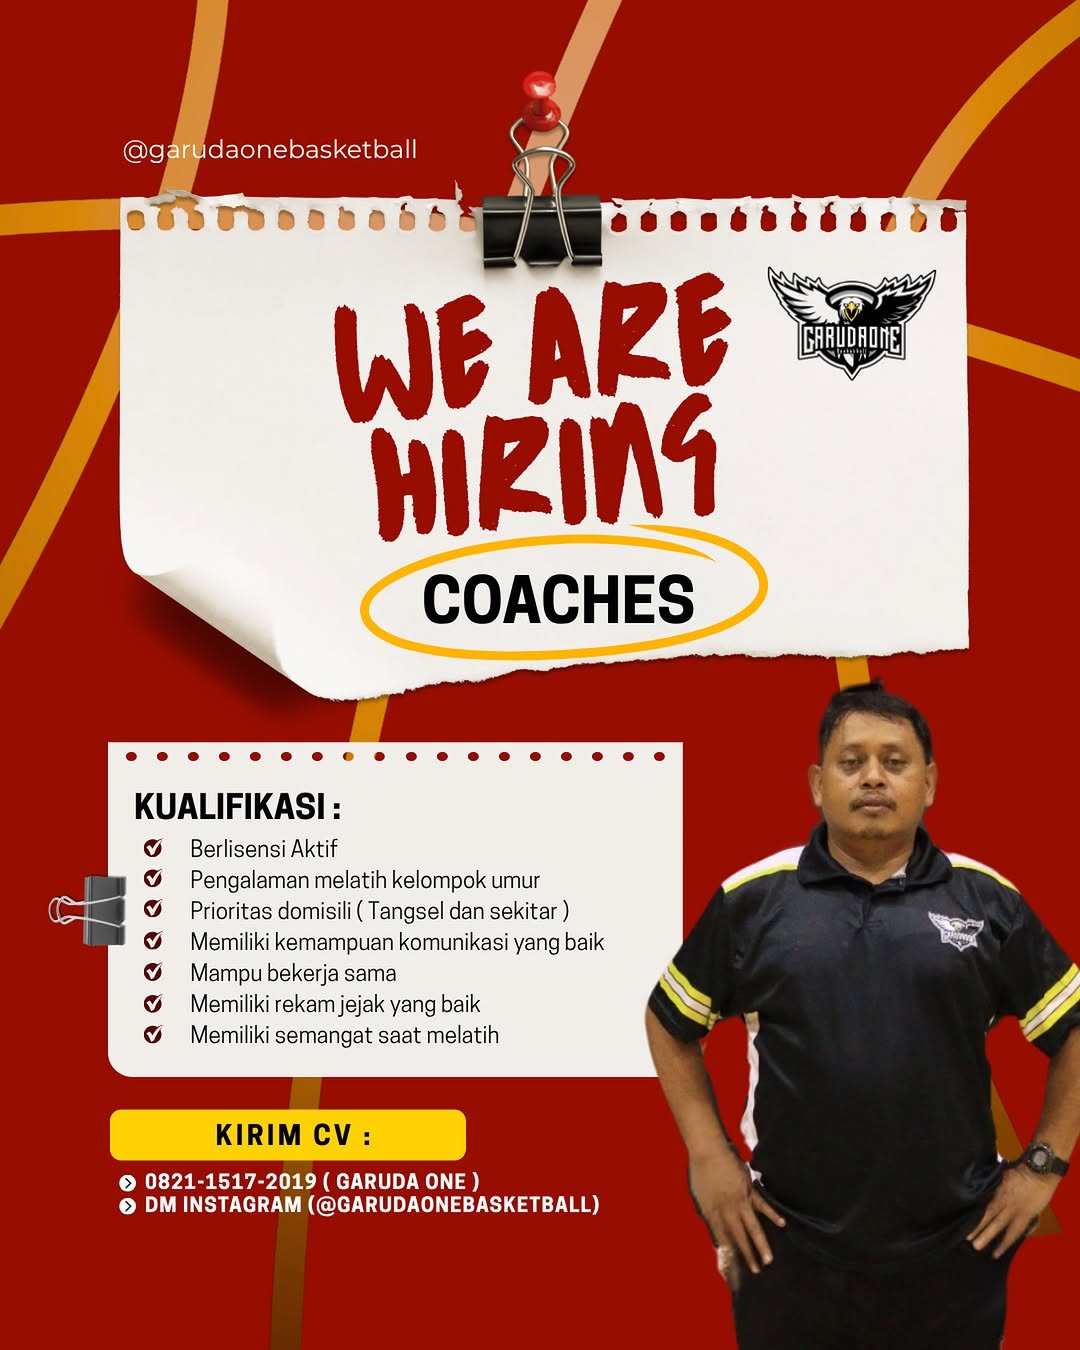 @garudaonebasketball
GARUDAONE
Basketball
WE ARE
HIRING
COACHES
KUALIFIKASI :
Berlisensi Aktif
Pengalaman melatih kelompok umur
Prioritas domisili ( Tangsel dan sekitar )
Memiliki kemampuan komunikasi yang baik
Mampu bekerja sama
Memiliki rekam jejak yang baik
Memiliki semangat saat melatih
KIRIM CV :
0821-1517-2019 ( GARUDA ONE )
DM INSTAGRAM (@GARUDAONEBASKETBALL)